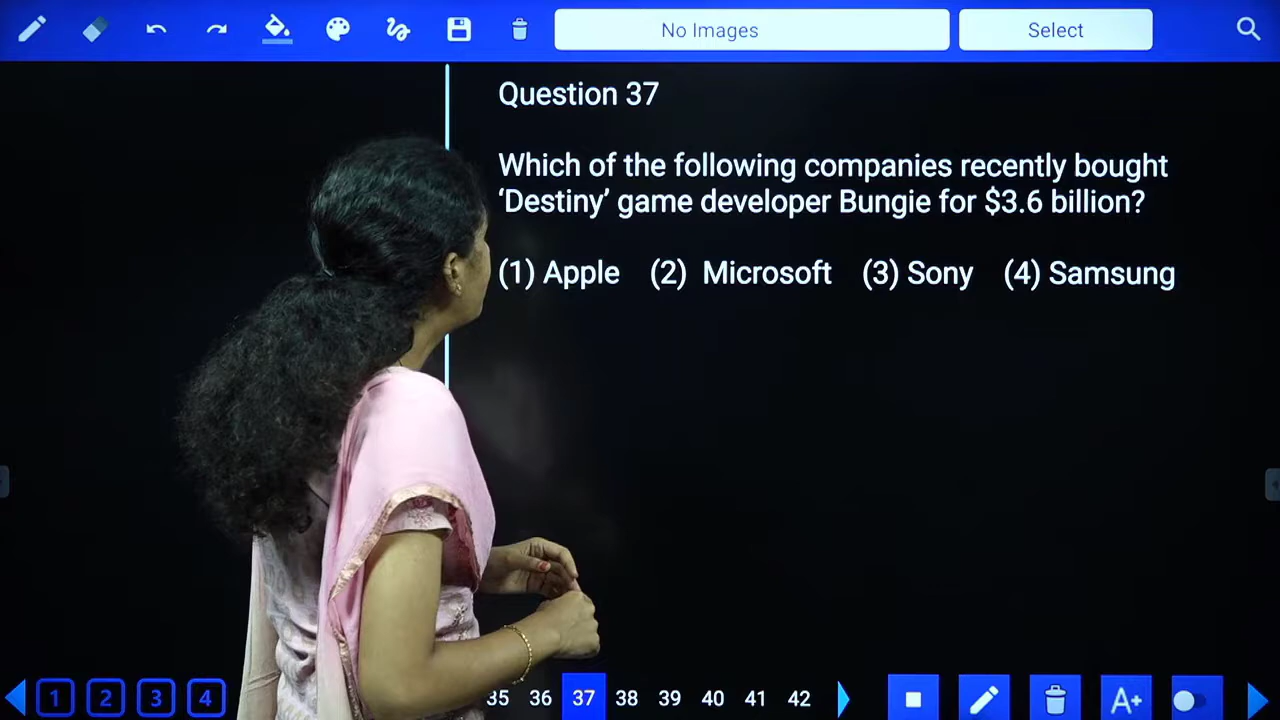 No Images
Select
Question 37
Which of the following companies recently bought
‘Destiny’ game developer Bungie for $3.6 billion?
(1) Apple (2) Microsoft (3) Sony (4) Samsung
1 2 3 4
35 36 37 38 39 40 41 42
A+